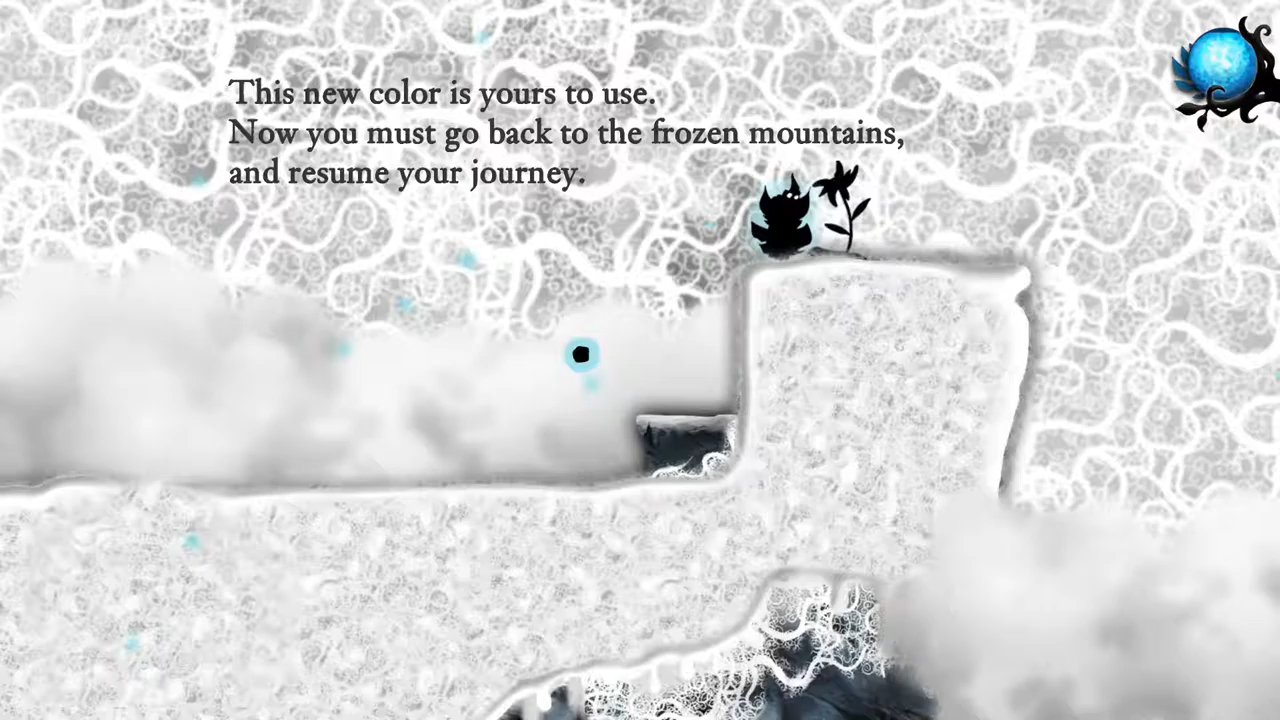 This new color is yours to use.
Now you must go back to the frozen mountains,
and resume your journey.